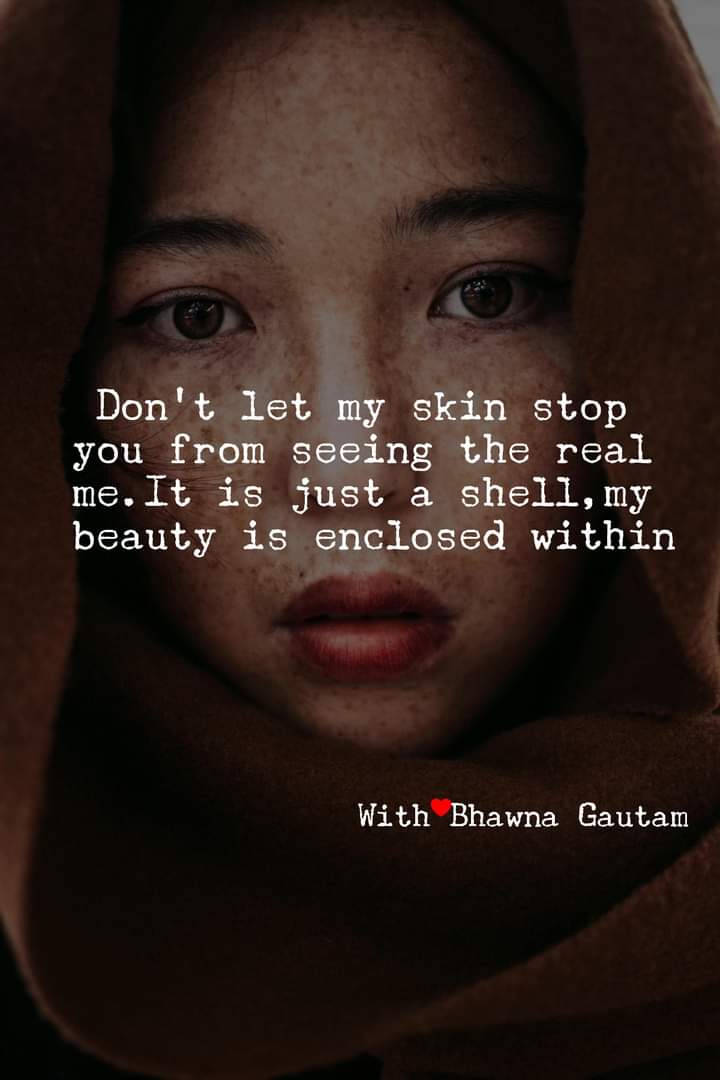 Don't let my skin stop
you from seeing the real
me.It is just a shell,my
beauty is enclosed within
With❤Bhawna Gautam